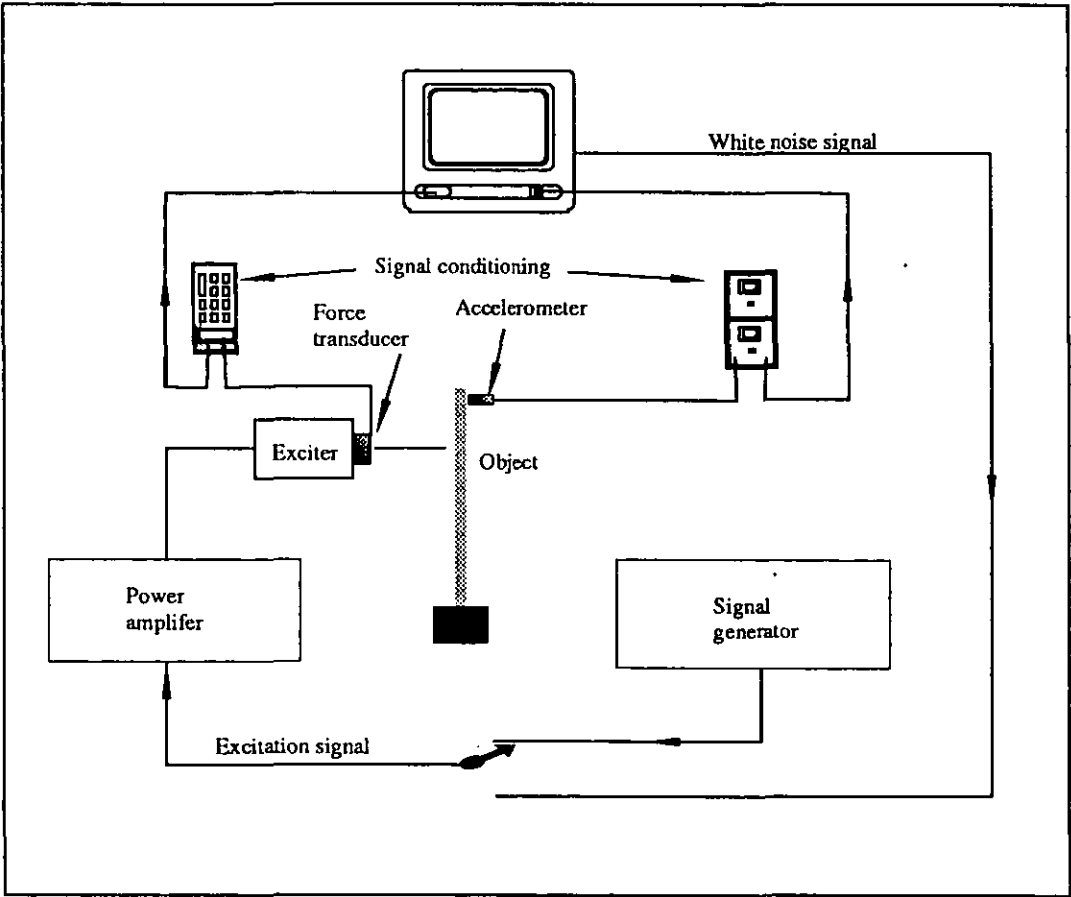 White noise signal
Signal conditioning
Force
transducer
Accelerometer
Exciter
Object
Power
amplifer
Signal
generator
Excitation signal